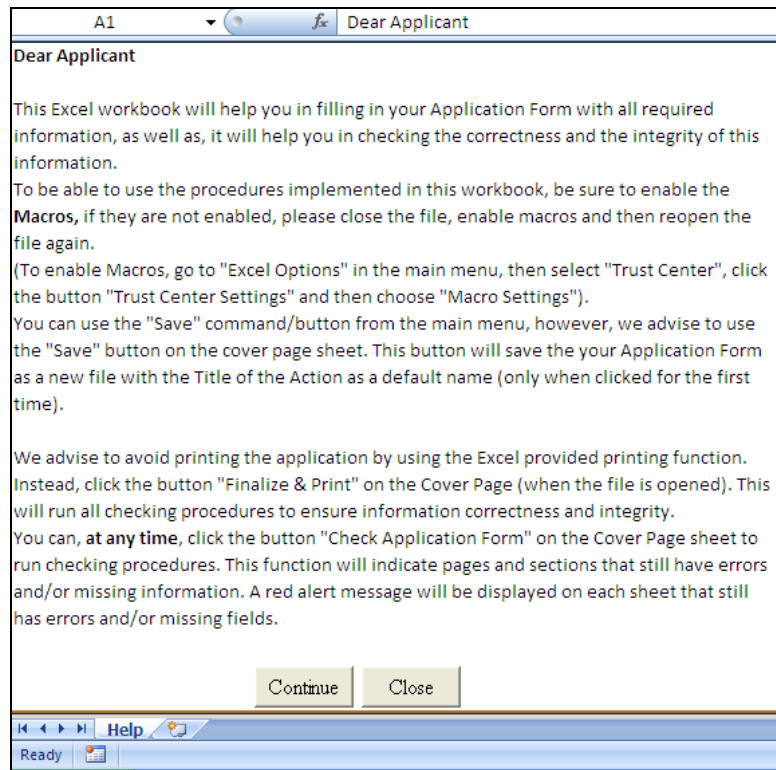 A1 fx Dear Applicant
Dear Applicant
This Excel workbook will help you in filling in your Application Form with all required
information, as well as, it will help you in checking the correctness and the integrity of this
information.
To be able to use the procedures implemented in this workbook, be sure to enable the
Macros, if they are not enabled, please close the file, enable macros and then reopen the
file again.
(To enable Macros, go to "Excel Options" in the main menu, then select "Trust Center", click
the button "Trust Center Settings" and then choose "Macro Settings").
You can use the "Save" command/button from the main menu, however, we advise to use
the "Save" button on the cover page sheet. This button will save the your Application Form
as a new file with the Title of the Action as a default name (only when clicked for the first
time).
We advise to avoid printing the application by using the Excel provided printing function.
Instead, click the button "Finalize & Print" on the Cover Page (when the file is opened). This
will run all checking procedures to ensure information correctness and integrity.
You can, at any time, click the button "Check Application Form" on the Cover Page sheet to
run checking procedures. This function will indicate pages and sections that still have errors
and/or missing information. A red alert message will be displayed on each sheet that still
has errors and/or missing fields.
Continue Close
Help
Ready